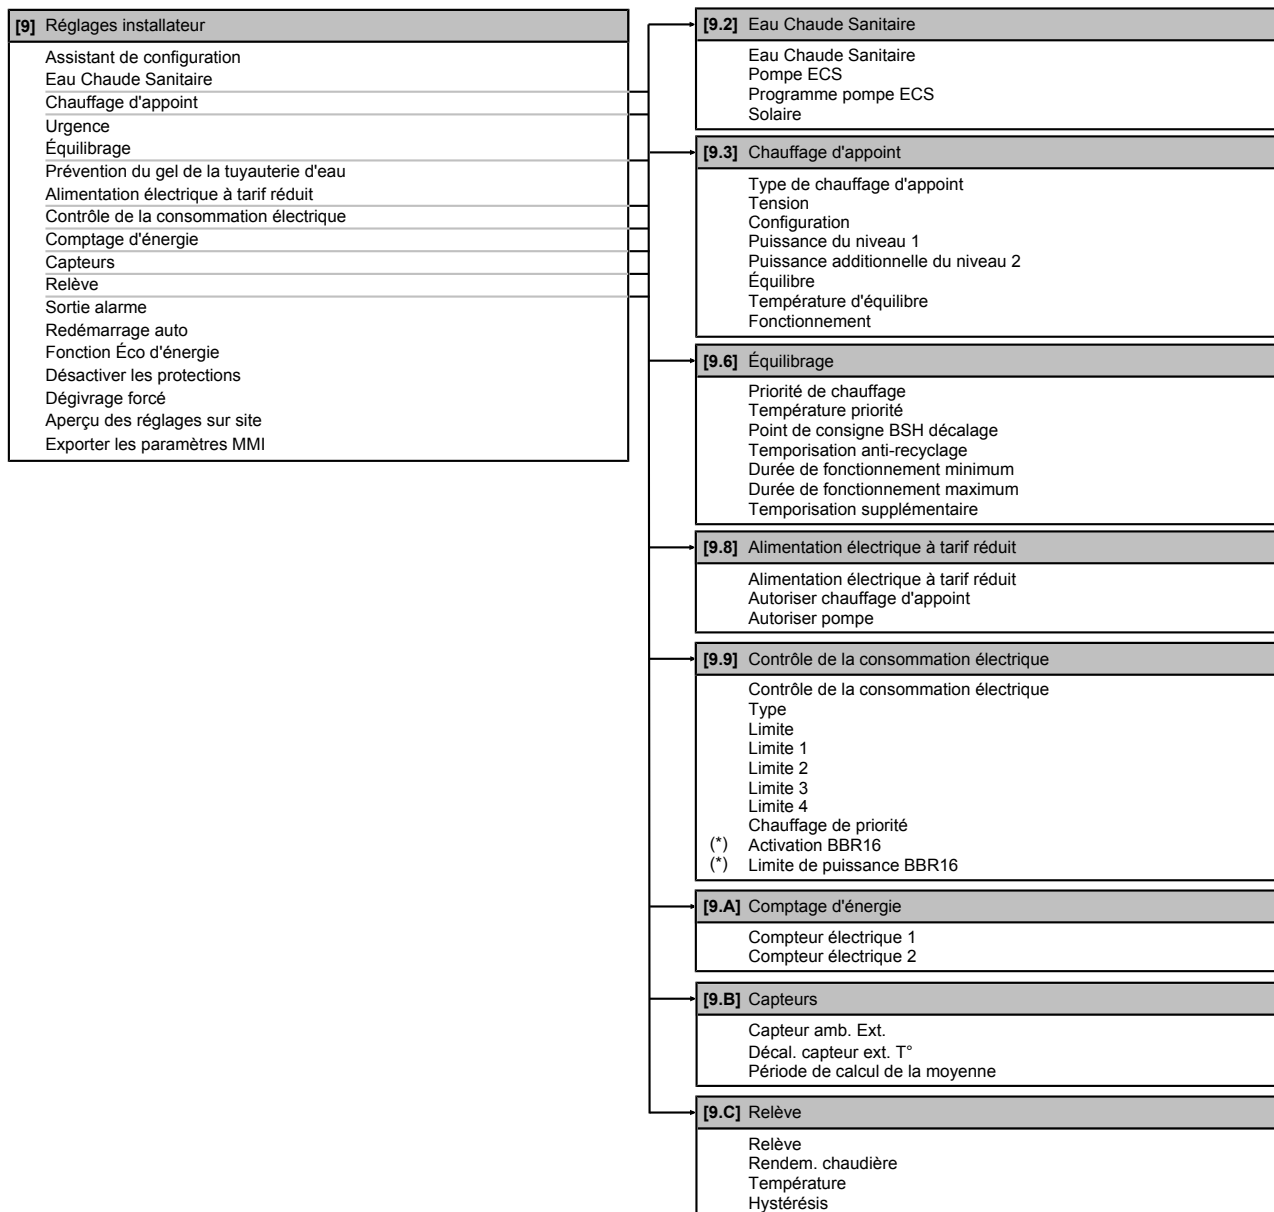 [9] Réglages installateur
Assistant de configuration
Eau Chaude Sanitaire
Chauffage d'appoint
Urgence
Équilibrage
Prévention du gel de la tuyauterie d'eau
Alimentation électrique à tarif réduit
Contrôle de la consommation électrique
Comptage d'énergie
Capteurs
Relève
Sortie alarme
Redémarrage auto
Fonction Éco d'énergie
Désactiver les protections
Dégivrage forcé
Aperçu des réglages sur site
Exporter les paramètres MMI
[9.2] Eau Chaude Sanitaire
Eau Chaude Sanitaire
Pompe ECS
Programme pompe ECS
Solaire
[9.3] Chauffage d'appoint
Type de chauffage d'appoint
Tension
Configuration
Puissance du niveau 1
Puissance additionnelle du niveau 2
Équilibre
Température d'équilibre
Fonctionnement
[9.6] Équilibrage
Priorité de chauffage
Température priorité
Point de consigne BSH décalage
Temporisation anti-recyclage
Durée de fonctionnement minimum
Durée de fonctionnement maximum
Temporisation supplémentaire
[9.8] Alimentation électrique à tarif réduit
Alimentation électrique à tarif réduit
Autoriser chauffage d'appoint
Autoriser pompe
[9.9] Contrôle de la consommation électrique
Contrôle de la consommation électrique
Type
Limite
Limite 1
Limite 2
Limite 3
Limite 4
Chauffage de priorité
(*) Activation BBR16
(*) Limite de puissance BBR16
[9.A] Comptage d'énergie
Compteur électrique 1
Compteur électrique 2
[9.B] Capteurs
Capteur amb. Ext.
Décal. capteur ext. T°
Période de calcul de la moyenne
[9.C] Relève
Relève
Rendem. chaudière
Température
Hystérésis